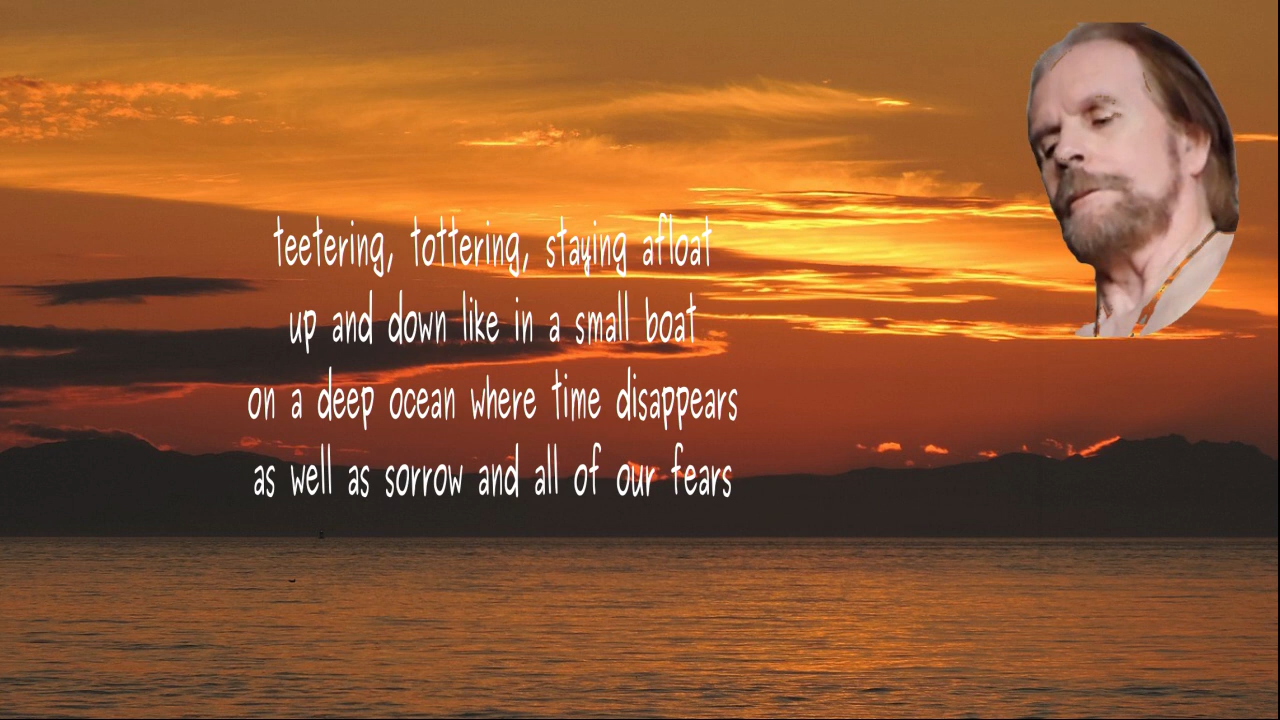 teetering, tottering, staying afloat
up and down like in a small boat
on a deep ocean where time disappears
as well as sorrow and all of our fears